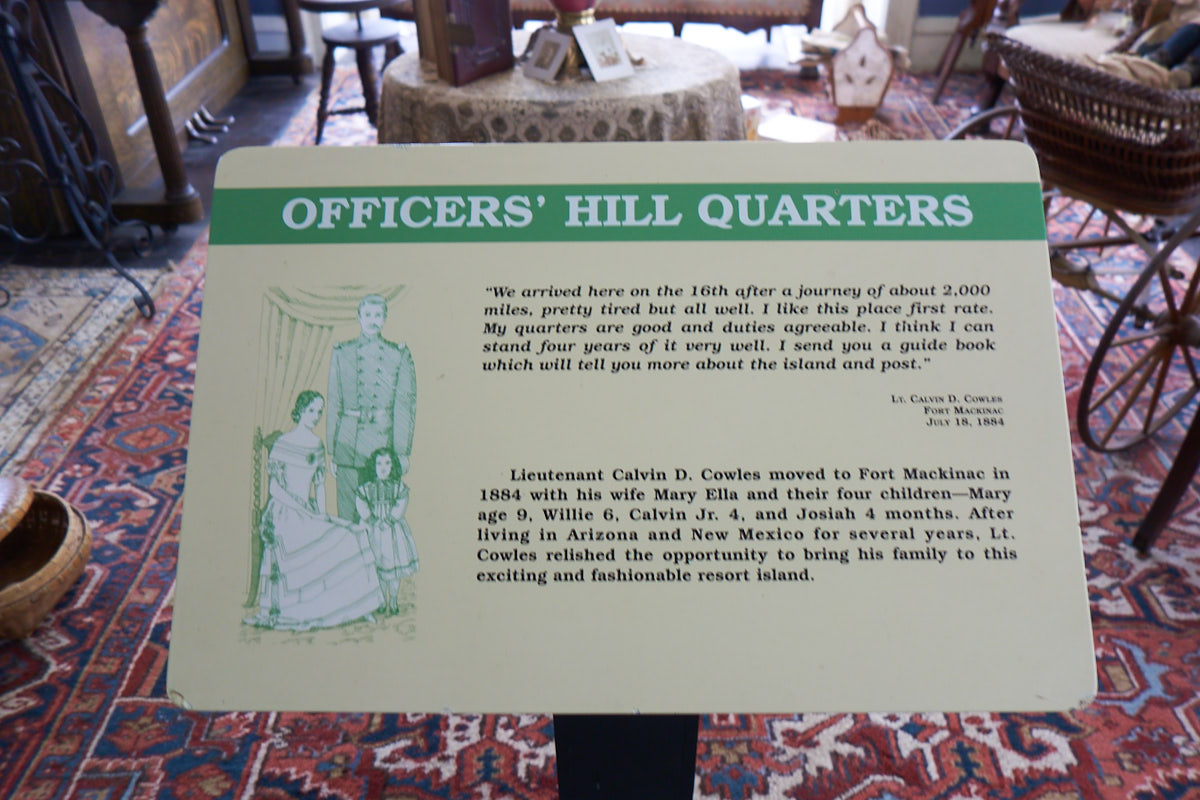 OFFICERS' HILL QUARTERS
"We arrived here on the 16th after a journey of about 2,000
miles, pretty tired but all well. I like this place first rate.
My quarters are good and duties agreeable. I think I can
stand four years of it very well. I send you a guide book
which will tell you more about the island and post."
LT. CALVIN D. COWLES
FORT MACKINAC
JULY 18, 1884
Lieutenant Calvin D. Cowles moved to Fort Mackinac in
1884 with his wife Mary Ella and their four children—Mary
age 9, Willie 6, Calvin Jr. 4, and Josiah 4 months. After
living in Arizona and New Mexico for several years, Lt.
Cowles relished the opportunity to bring his family to this
exciting and fashionable resort island.